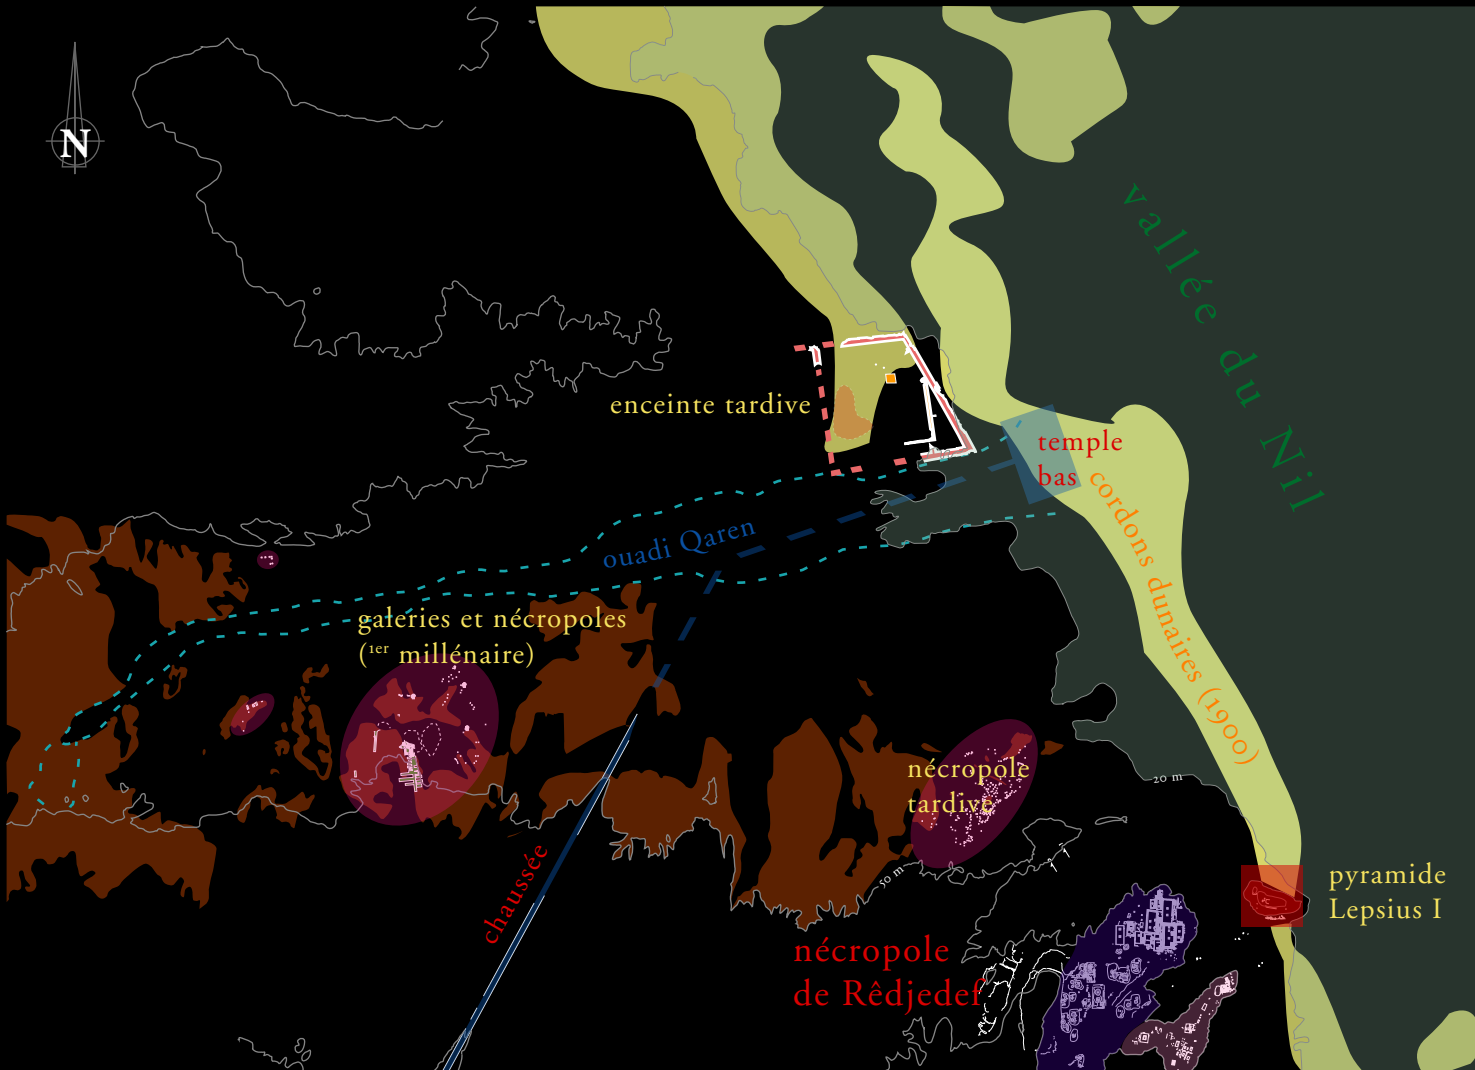 N
vallée du Nil
enceinte tardive
temple
bas
cordons dunaires (1900)
ouadi Qaren
galeries et nécropoles
(1er millénaire)
nécropole
tardive
20 m
50 m
chaussée
pyramide
Lepsius I
nécropole
de Rêdjedef